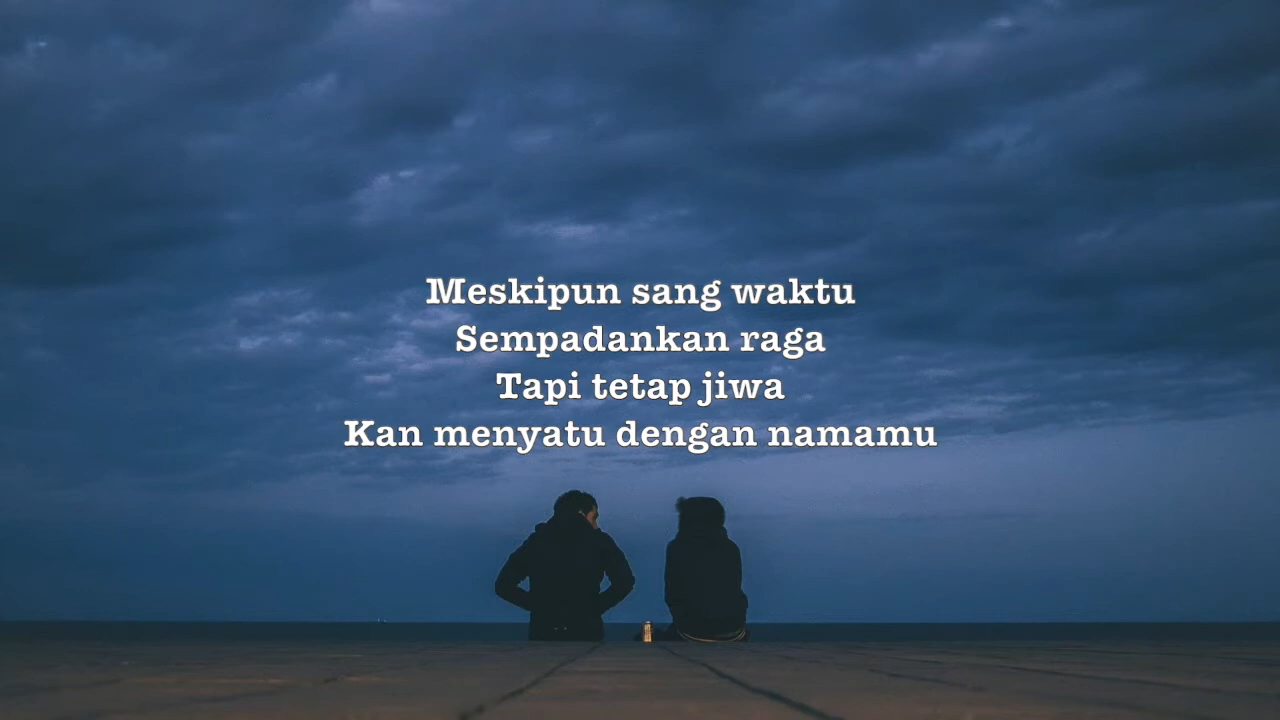 Meskipun sang waktu
Sempadankan raga
Tapi tetap jiwa
Kan menyatu dengan namamu